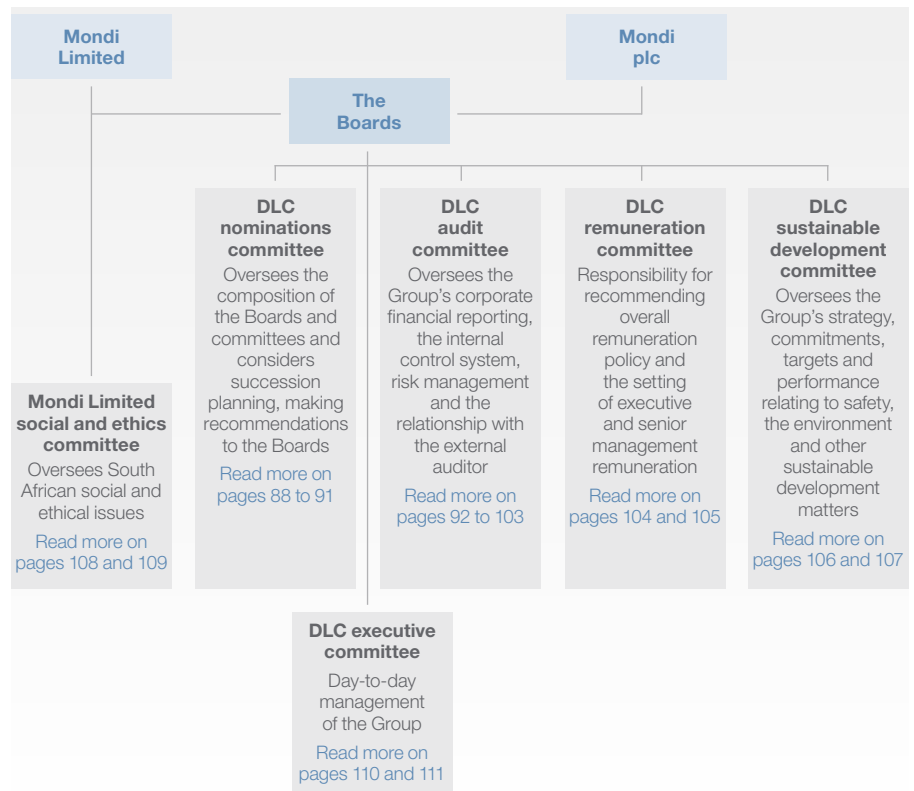 Mondi
Limited
Mondi
plc
The
Boards
DLC
nominations
committee
Oversees the
composition of
the Boards and
committees and
considers
succession
planning, making
recommendations
to the Boards
Read more on
pages 88 to 91
DLC
audit
committee
Oversees the
Group's corporate
financial reporting,
the internal
control system,
risk management
and the
relationship with
the external
auditor
Read more on
pages 92 to 103
DLC
remuneration
committee
Responsibility for
recommending
overall
remuneration
policy and
the setting
of executive
and senior
management
remuneration
Read more on
pages 104 and 105
DLC
sustainable
development
committee
Oversees the
Group's strategy,
commitments,
targets and
performance
relating to safety,
the environment
and other
sustainable
development
matters
Read more on
pages 106 and 107
Mondi Limited
social and ethics
committee
Oversees South
African social and
ethical issues
Read more on
pages 108 and 109
DLC executive
committee
Day-to-day
management
of the Group
Read more on
pages 110 and 111